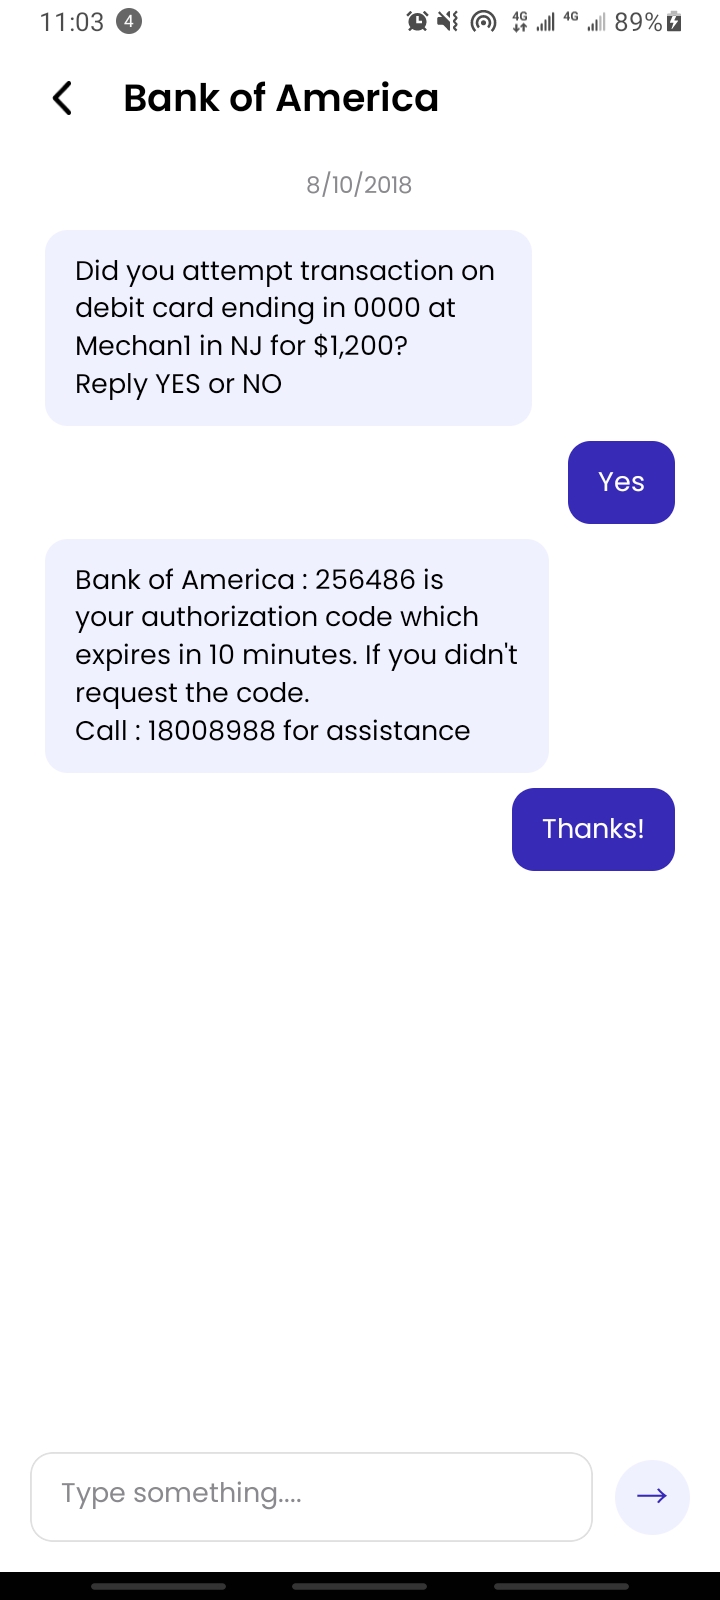 11:03 4 4G 4G 89%
Bank of America
8/10/2018
Did you attempt transaction on
debit card ending in 0000 at
Mechan1 in NJ for $1,200?
Reply YES or NO
Yes
Bank of America : 256486 is
your authorization code which
expires in 10 minutes. If you didn't
request the code.
Call : 18008988 for assistance
Thanks!
Type something....